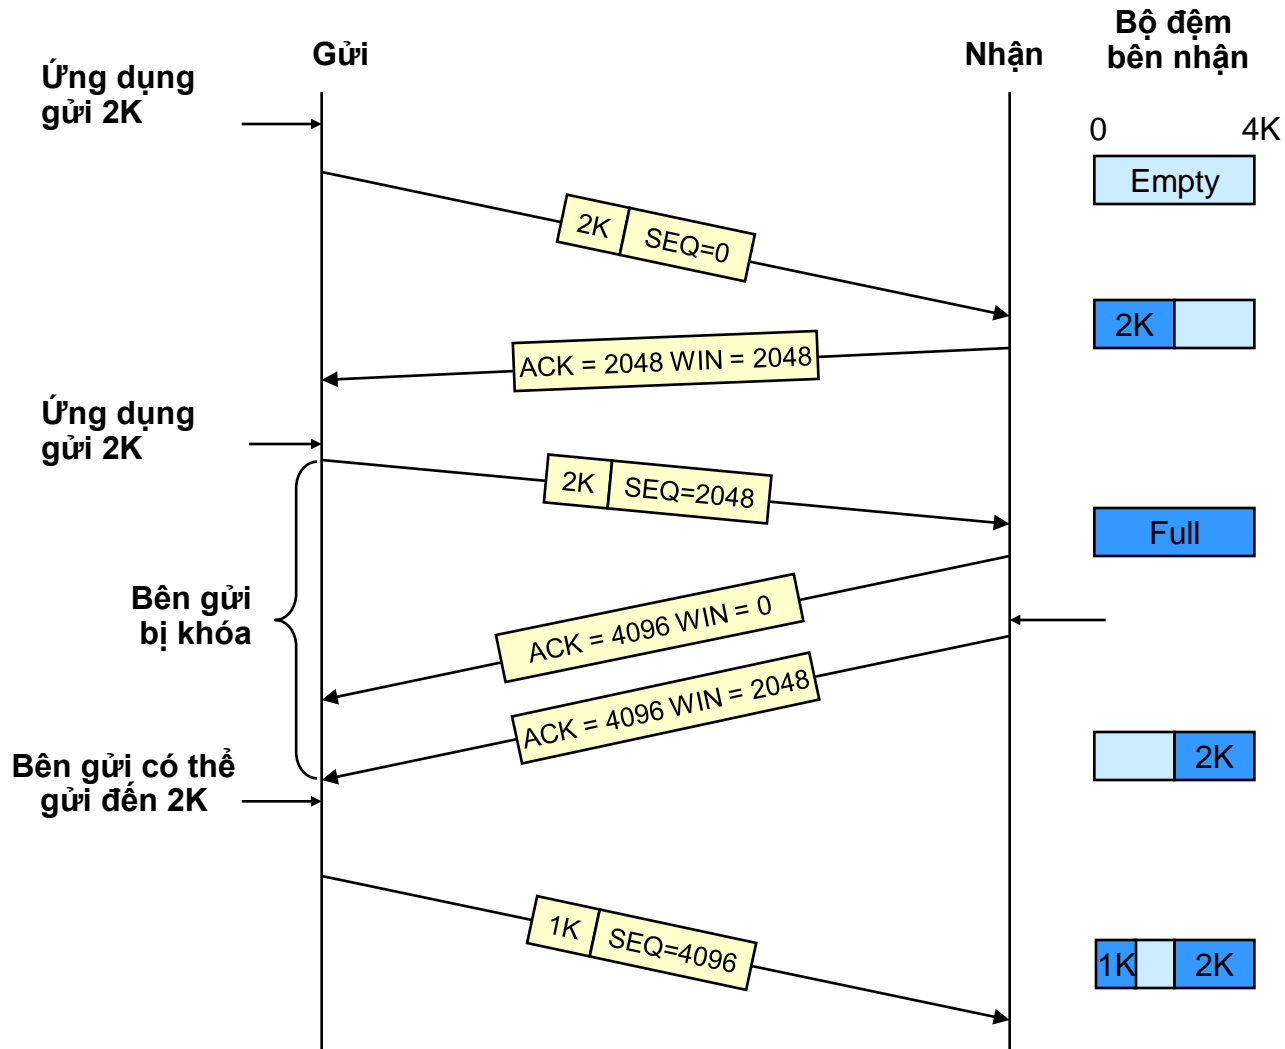 Bộ đệm
bên nhận
Gửi
Nhận
Ứng dụng
gửi 2K
0 4K
Empty
2K SEQ=0
2K
ACK = 2048 WIN = 2048
Ứng dụng
gửi 2K
2K SEQ=2048
Full
Bên gửi
bị khóa
ACK = 4096 WIN = 0
ACK = 4096 WIN = 2048
2K
Bên gửi có thể
gửi đến 2K
1K SEQ=4096
1K 2K